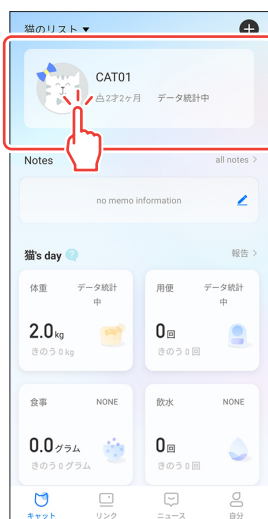 猫のリスト ▼
CAT01
2才2ヶ月 データ統計中
Notes all notes >
no memo information
猫's day 報告 >
体重 データ統計中
2.0kg
きのう 0 kg
用便 データ統計中
0回
きのう 0 回
食事 NONE
0.0グラム
きのう 0 グラム
飲水 NONE
0回
きのう 0 回
キャット リンク ニュース 自分